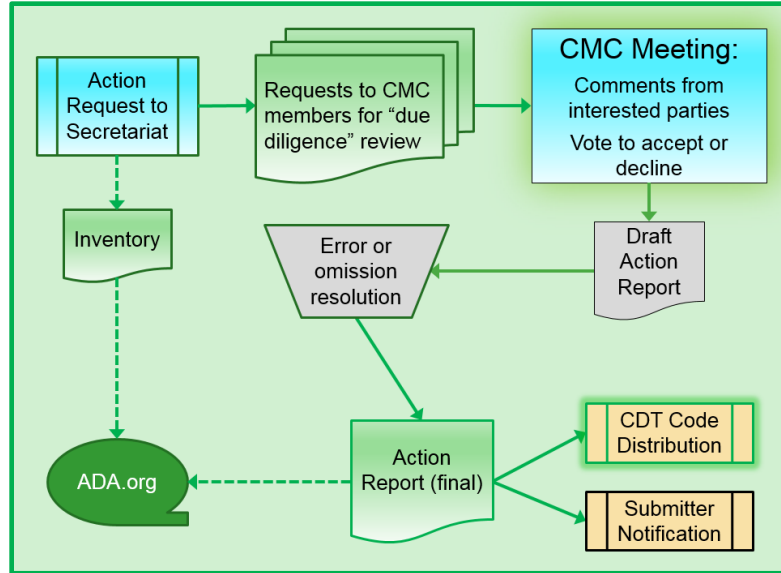 Action
Request to
Secretariat
Requests to CMC
members for “due
diligence” review
CMC Meeting:
Comments from
interested parties
Vote to accept or
decline
Inventory
Error or
omission
resolution
Draft
Action
Report
ADA.org
Action
Report (final)
CDT Code
Distribution
Submitter
Notification